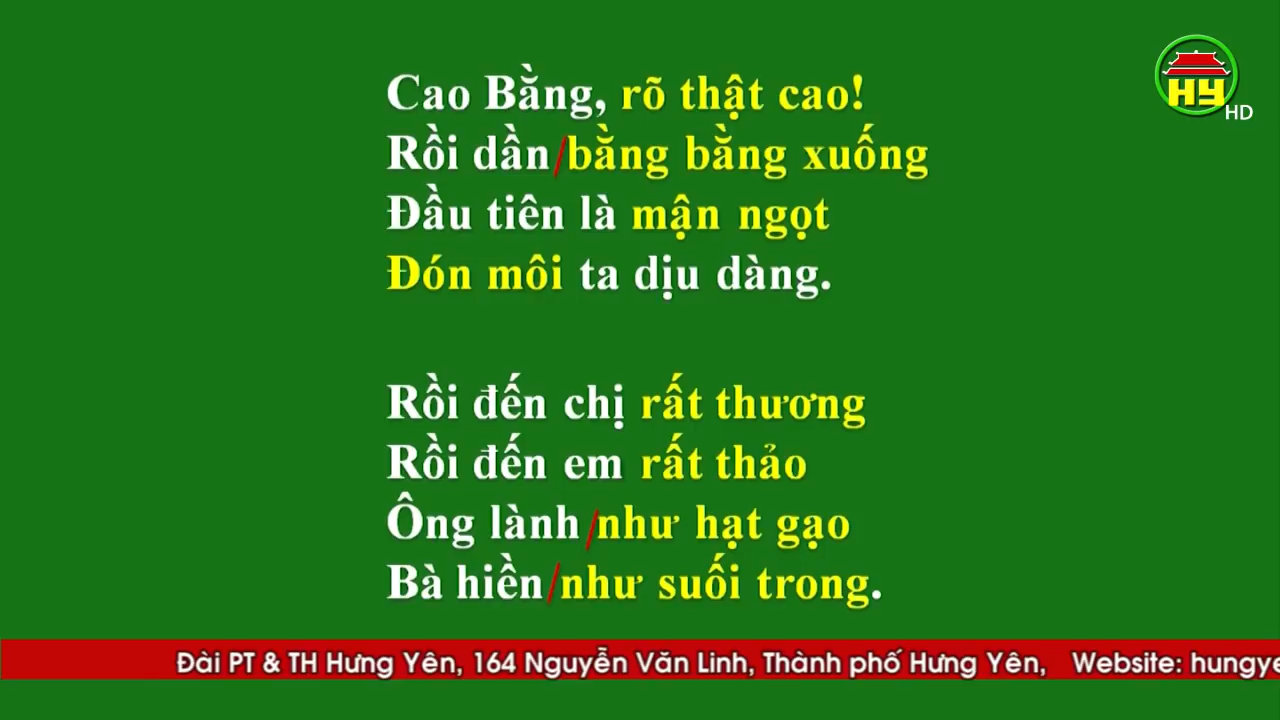 HY
HD
Cao Bằng, rõ thật cao!
Rồi dần/bằng bằng xuống
Đầu tiên là mận ngọt
Đón môi ta dịu dàng.
Rồi đến chị rất thương
Rồi đến em rất thảo
Ông lành/như hạt gạo
Bà hiền/như suối trong.
Đài PT & TH Hưng Yên, 164 Nguyễn Văn Linh, Thành phố Hưng Yên, Website: hungye